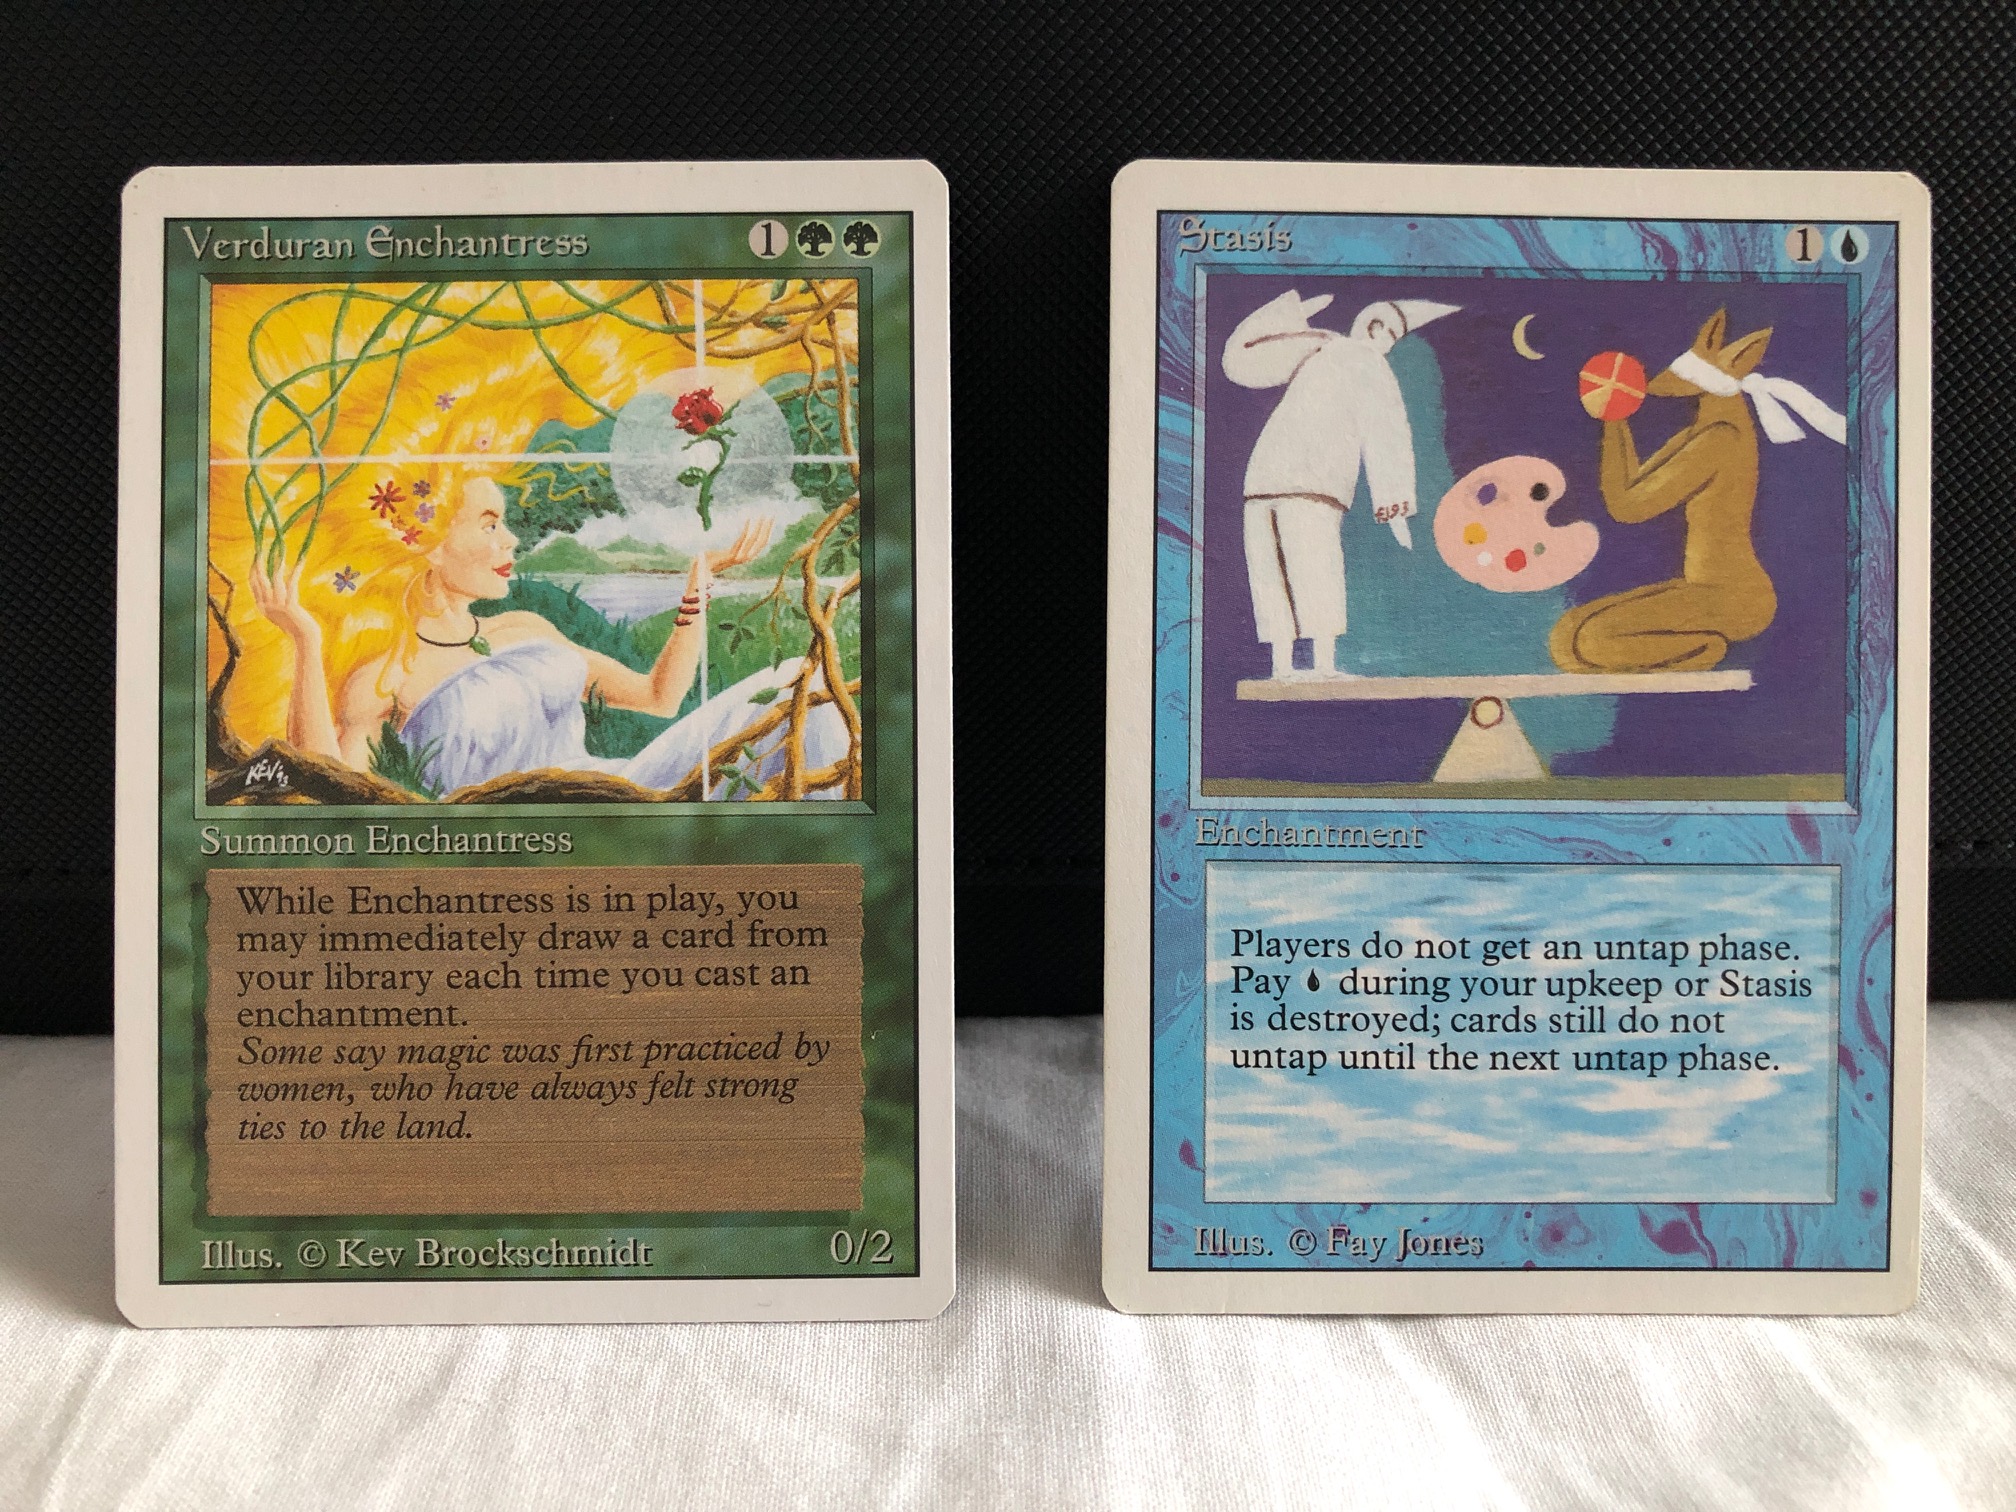 Verduran Enchantress 1
KEV 93
Summon Enchantress
While Enchantress is in play, you
may immediately draw a card from
your library each time you cast an
enchantment.
Some say magic was first practiced by
women, who have always felt strong
ties to the land.
Illus. © Kev Brockschmidt 0/2
Stasis 1
FJ93
Enchantment
Players do not get an untap phase.
Pay during your upkeep or Stasis
is destroyed; cards still do not
untap until the next untap phase.
Illus. © Fay Jones